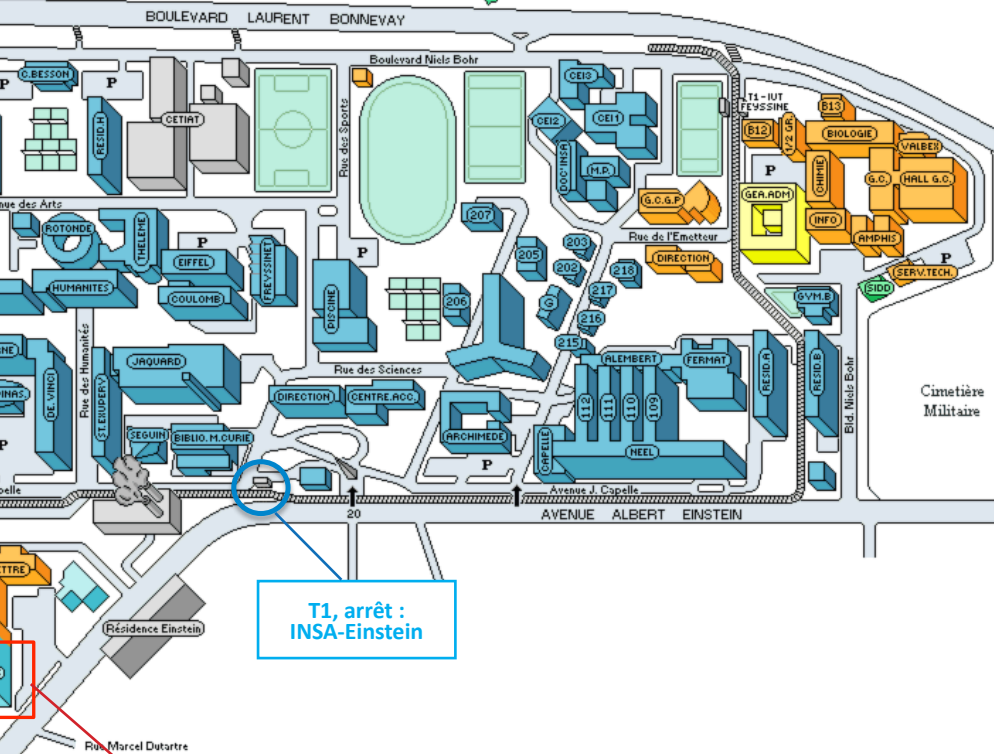 BOULEVARD LAURENT BONNEVAY
Boulevard Niels Bohr
C.BESSON
P
P
P
CETIAT
RESID.H
Rue des Sports
CEI3
CEI2
CEI1
DOC'INSA
M.P.
T1-IUT
FEYSSINE
B13
B12
1/2 GR.
BIOLOGIE
VALBEX
P
CHIMIE
G.C.
HALL G.C.
GEA.ADM
G.C.G.P
INFO
AMPHIS
nue des Arts
ROTONDE
THELEME
P
EIFFEL
FREYSSINET
HUMANITES
COULOMB
P
207
203
205
202
218
217
216
215
206
G
Rue de l'Emetteur
DIRECTION
P
SERV.TECH.
SIDD
GYM.B
PISCINE
Rue des Humanités
DE. VINCI
JAQUARD
Rue des Sciences
ALEMBERT
FERMAT
RESID.A
RESID.B
Bld. Niels Bohr
Cimetière
Militaire
ST.EXUPERY
DIRECTION
CENTRE.ACC.
112
111
110
109
SEGUIN
BIBLIO.M.CURIE
ARCHIMEDE
CAPELLE
NEEL
P
P
pelle
Avenue J. Capelle
20
AVENUE ALBERT EINSTEIN
T1, arrêt :
INSA-Einstein
TTRE
Résidence Einstein
Rue Marcel Dutartre